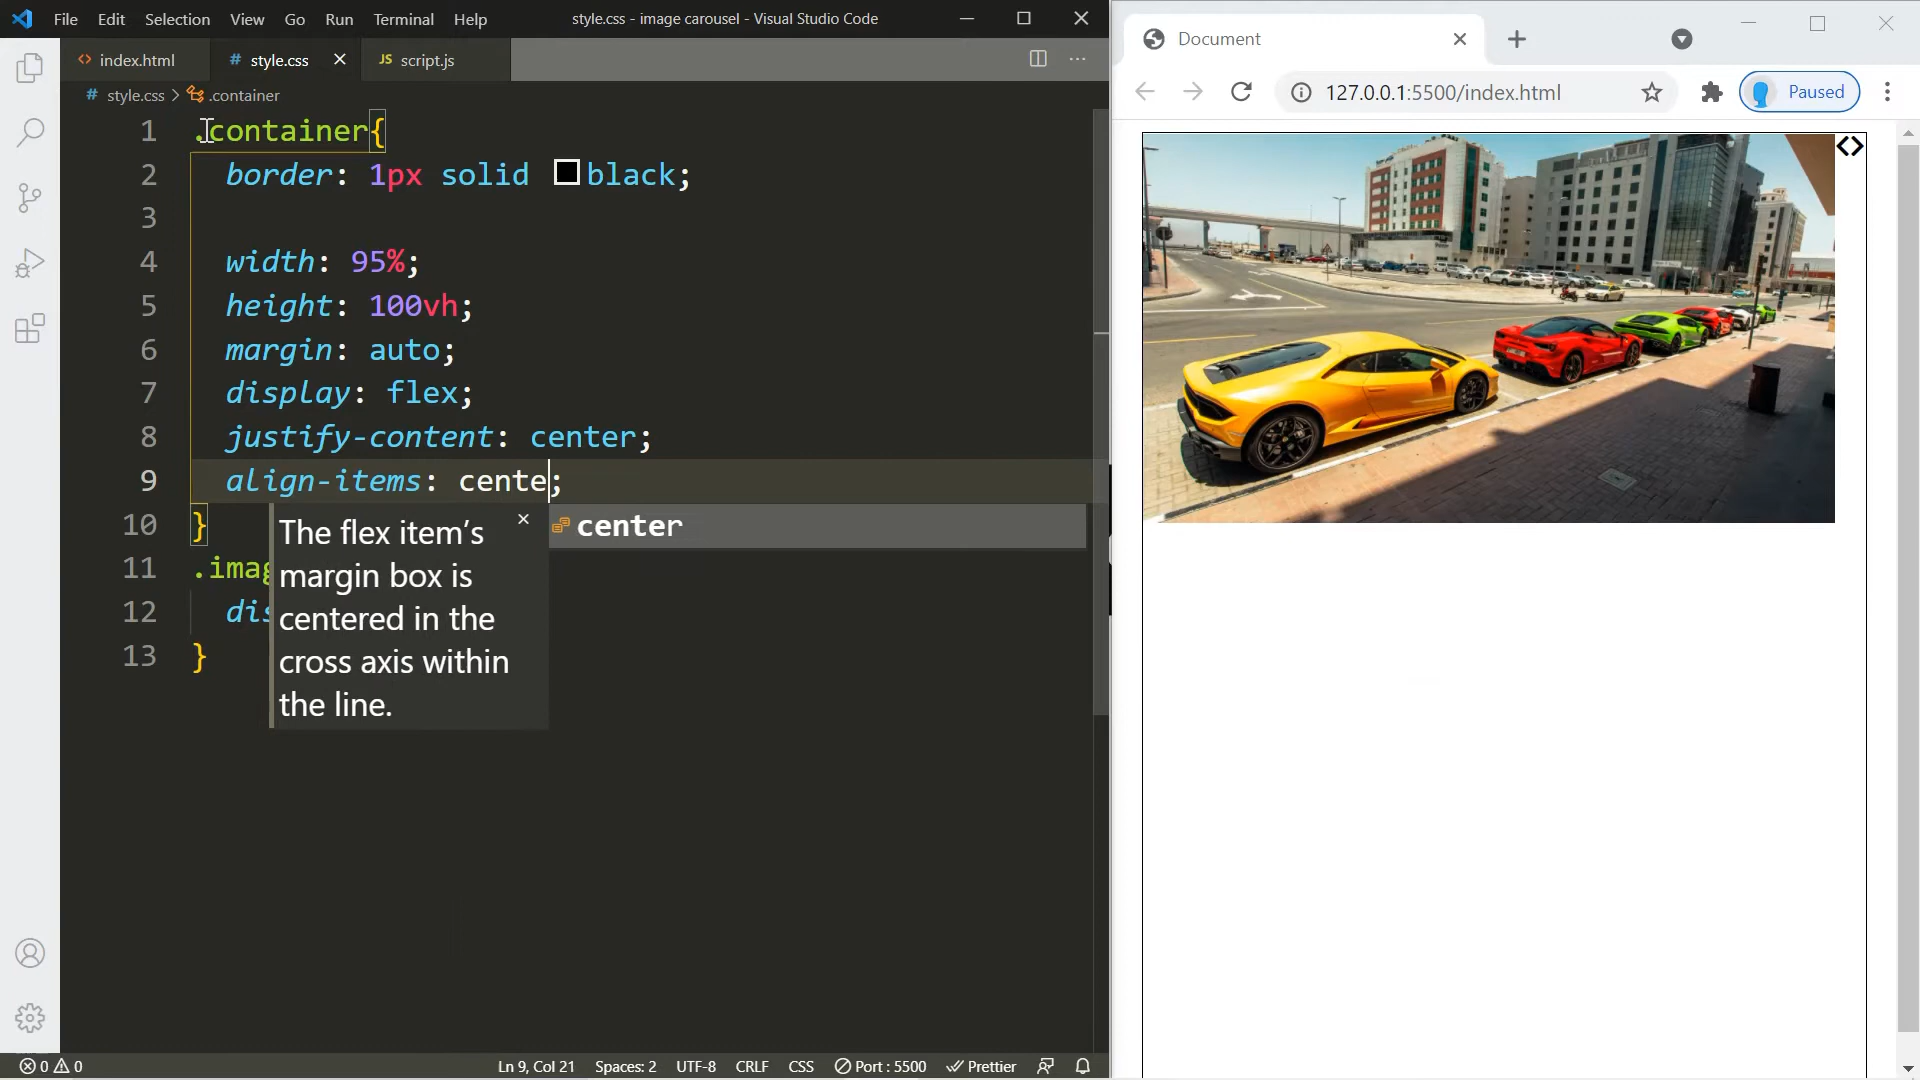 File Edit Selection View Go Run Terminal Help
style.css - image carousel - Visual Studio Code
index.html
# style.css
JS script.js
# style.css > .container
1 .container{
2 border: 1px solid black;
3
4 width: 95%;
5 height: 100vh;
6 margin: auto;
7 display: flex;
8 justify-content: center;
9 align-items: cente;
10 }
11 .imag
12 dis
13 }
The flex item’s
margin box is
centered in the
cross axis within
the line.
center
0 0
Ln 9, Col 21 Spaces: 2 UTF-8 CRLF CSS Port : 5500 Prettier
Document
127.0.0.1:5500/index.html
Paused
<>